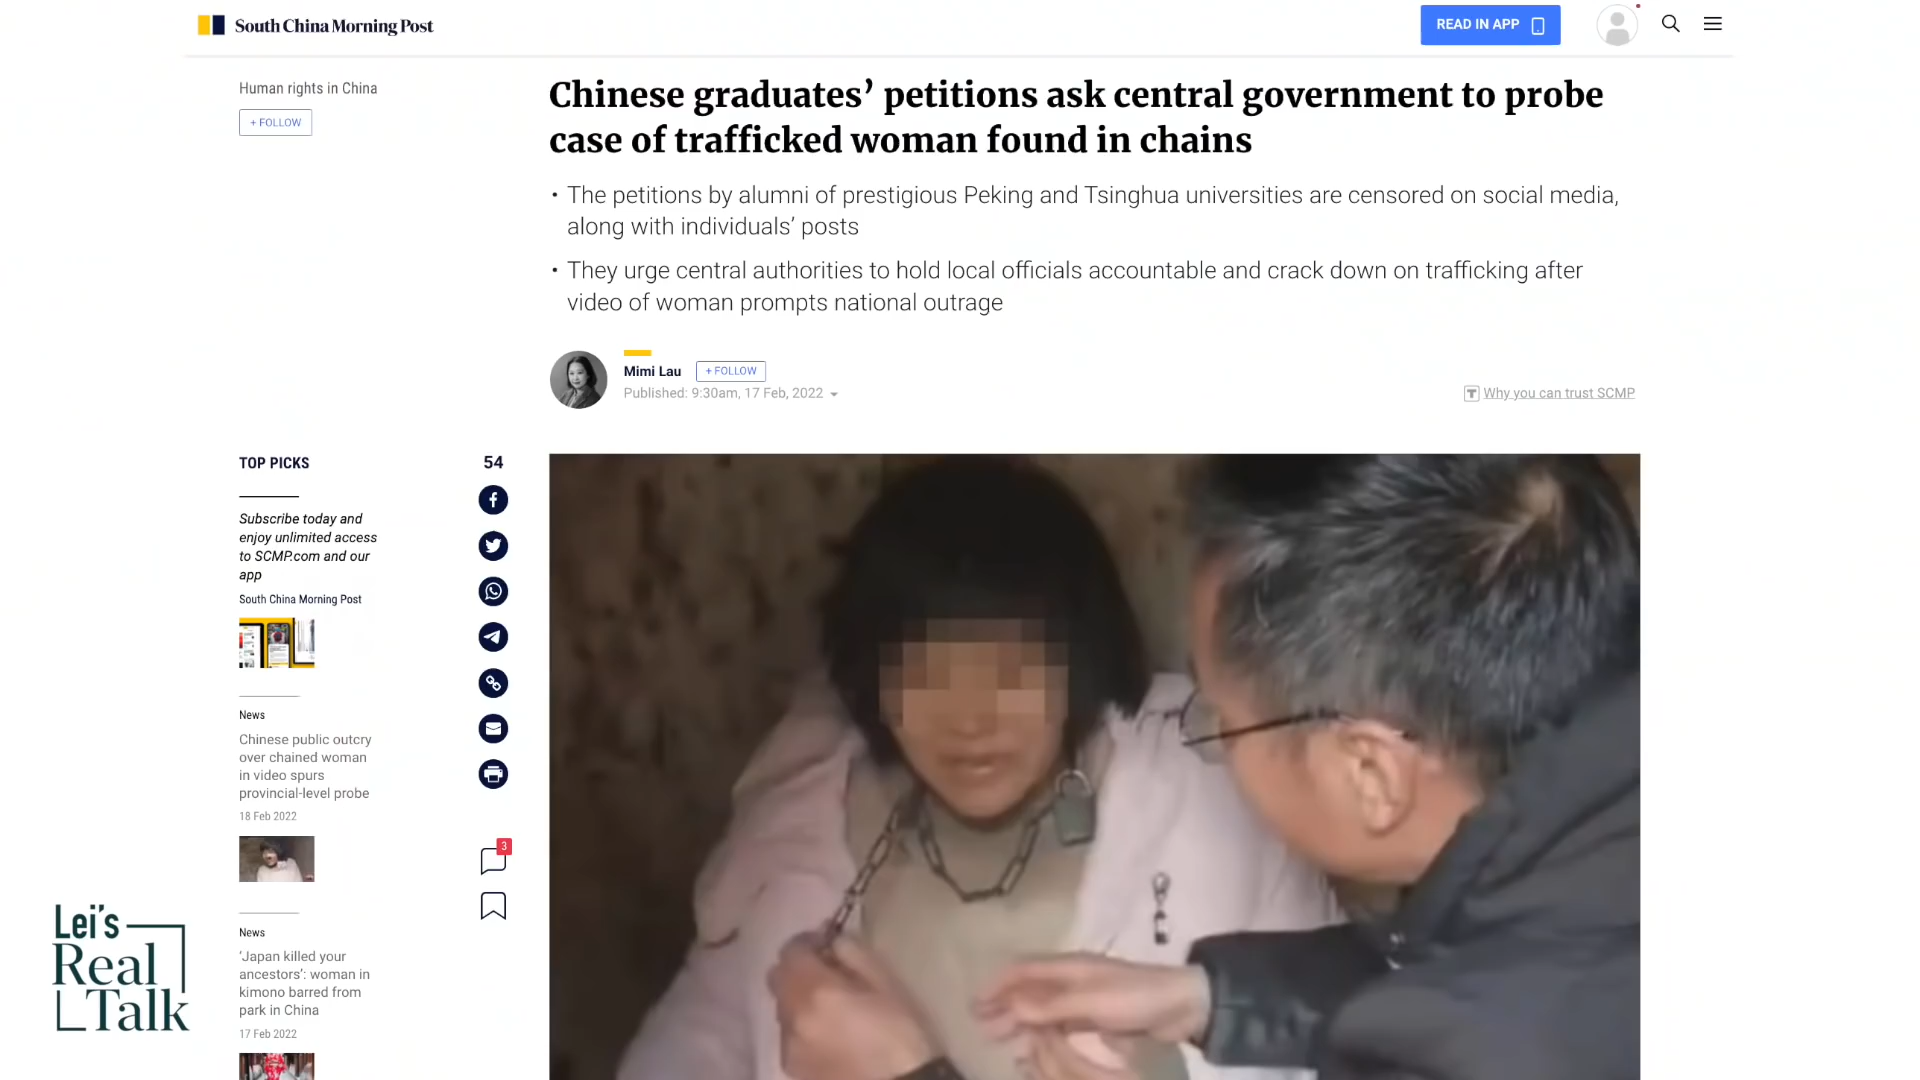 South China Morning Post
READ IN APP
Human rights in China
+ FOLLOW
Chinese graduates’ petitions ask central government to probe
case of trafficked woman found in chains
• The petitions by alumni of prestigious Peking and Tsinghua universities are censored on social media,
along with individuals’ posts
• They urge central authorities to hold local officials accountable and crack down on trafficking after
video of woman prompts national outrage
Mimi Lau
+ FOLLOW
Published: 9:30am, 17 Feb, 2022
Why you can trust SCMP
TOP PICKS
Subscribe today and
enjoy unlimited access
to SCMP.com and our
app
South China Morning Post
News
Chinese public outcry
over chained woman
in video spurs
provincial-level probe
18 Feb 2022
News
‘Japan killed your
ancestors’: woman in
kimono barred from
park in China
17 Feb 2022
54
3
Lei's
Real
Talk